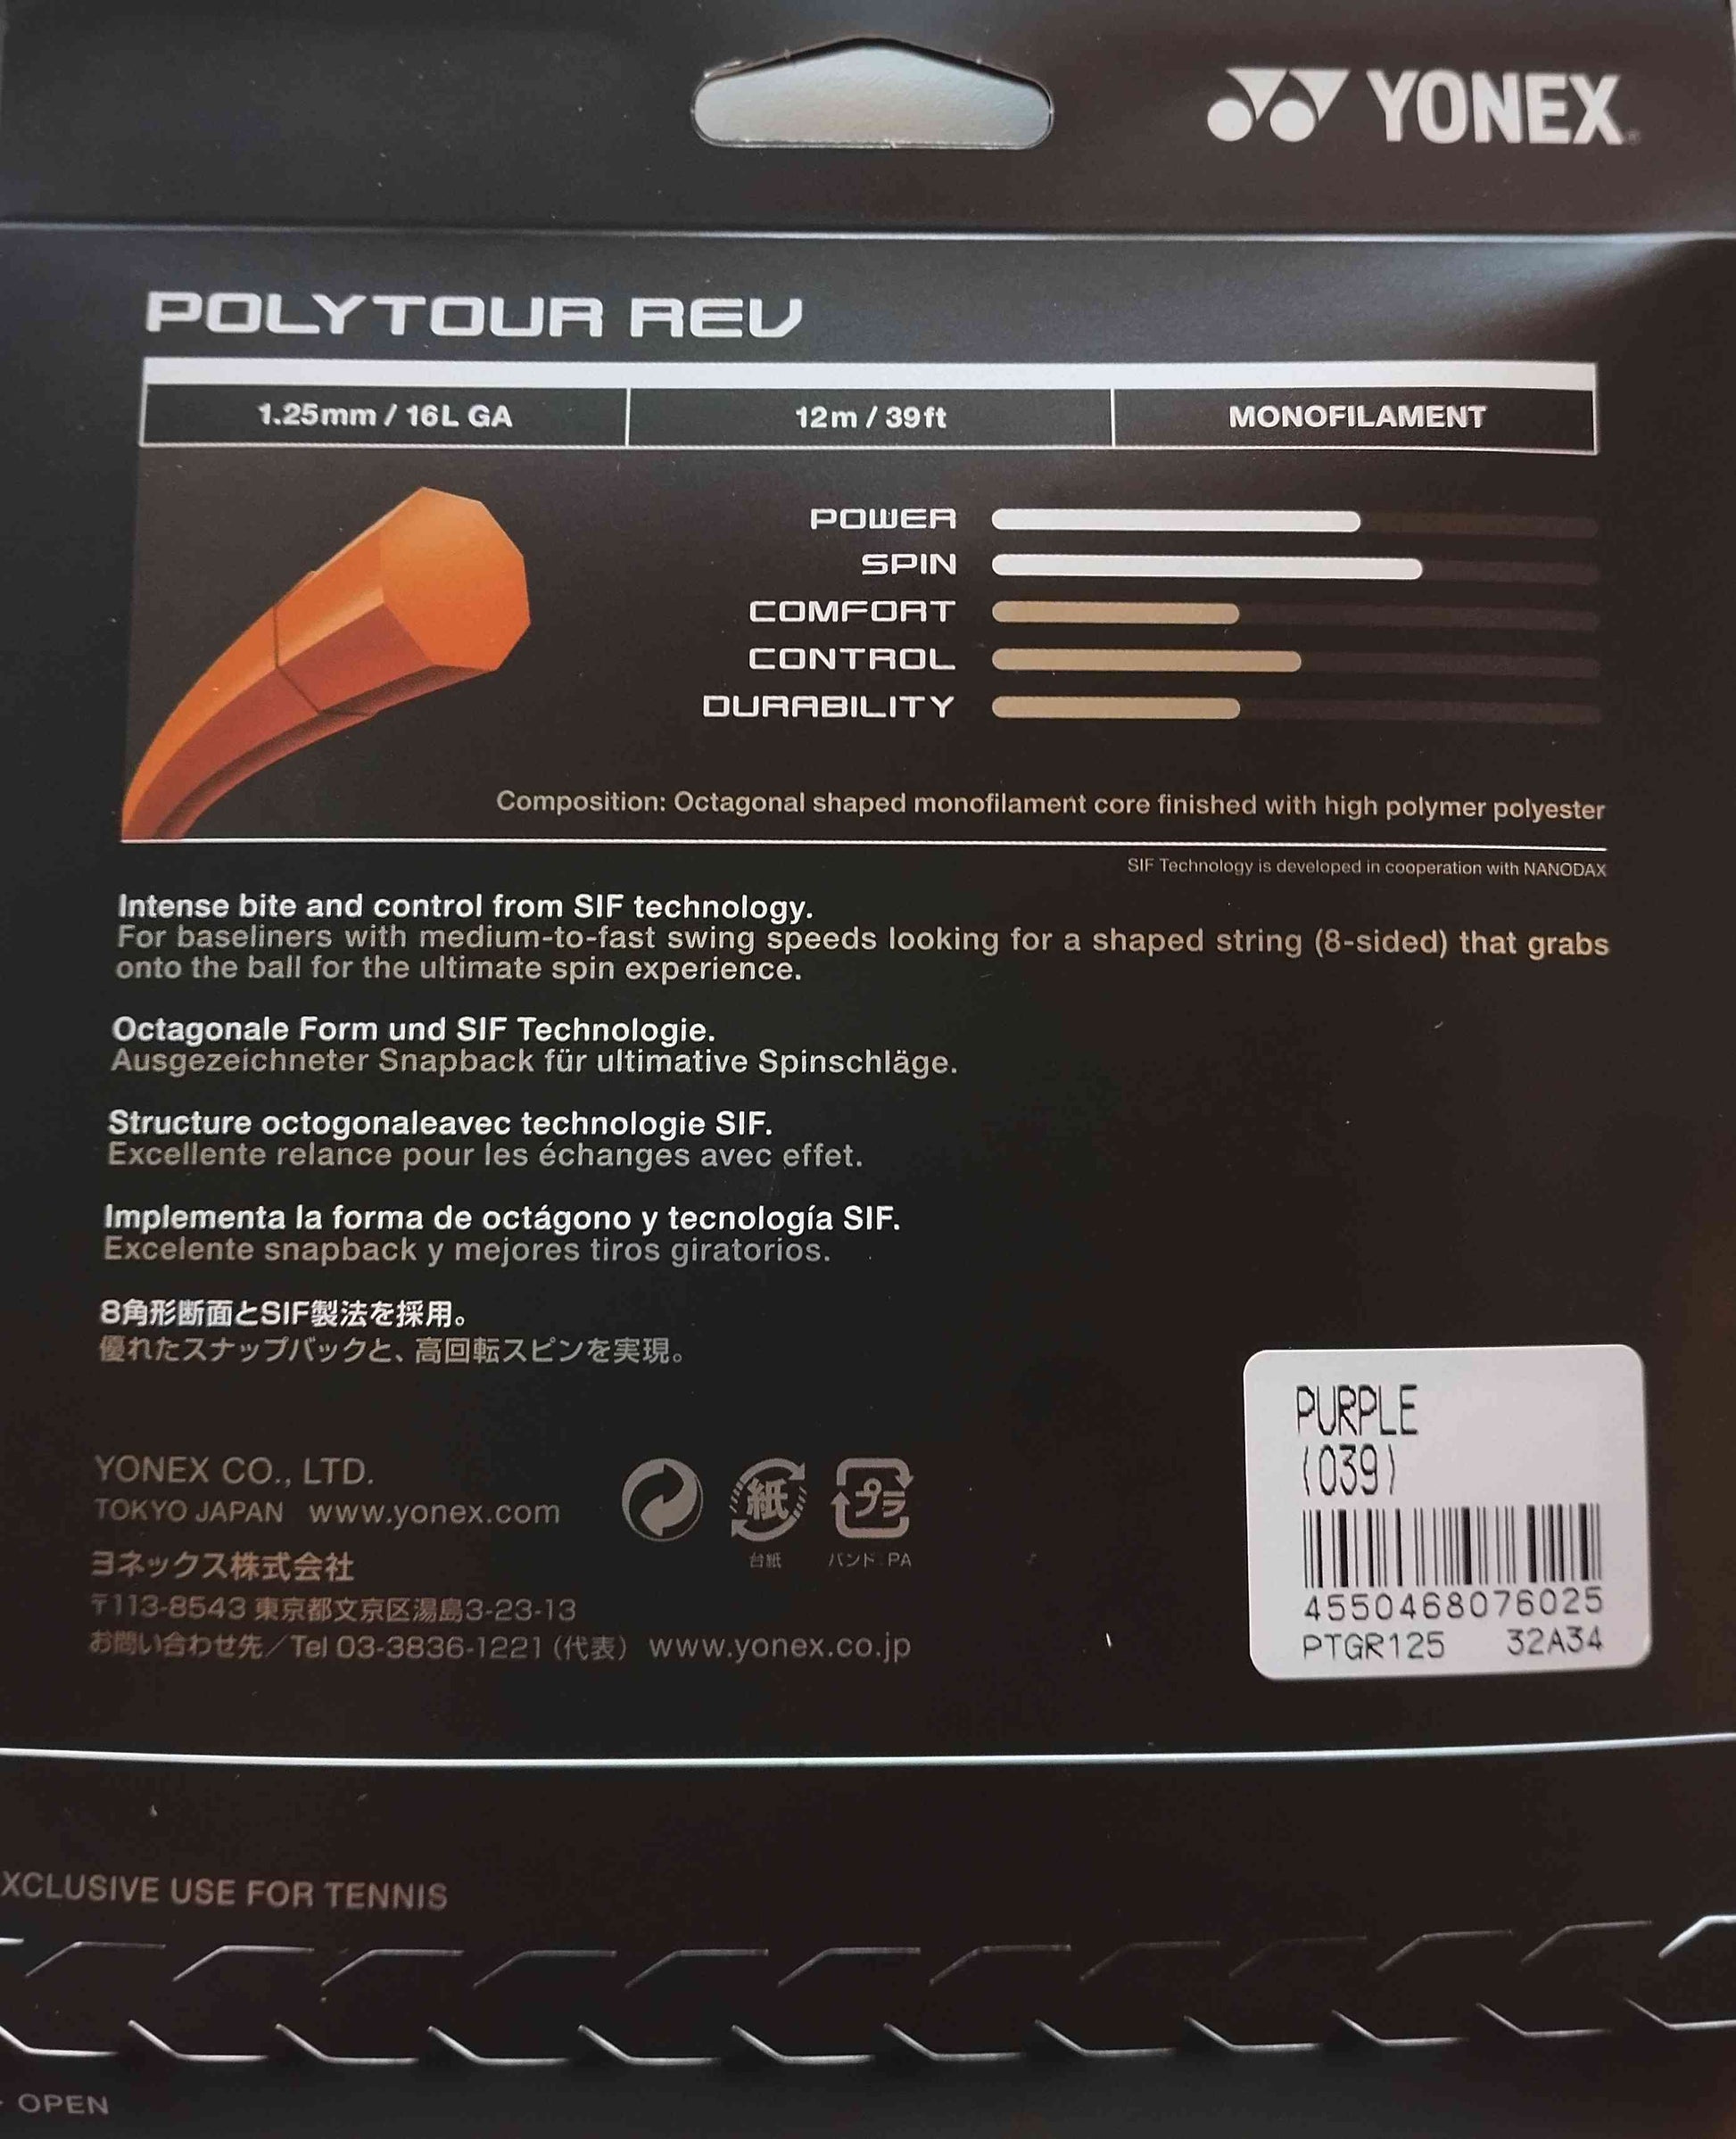 YONEX
POLYTOUR REV
1.25mm / 16L GA
12m / 39ft
MONOFILAMENT
POWER
SPIN
COMFORT
CONTROL
DURABILITY
Composition: Octagonal shaped monofilament core finished with high polymer polyester
SIF Technology is developed in cooperation with NANODAX
Intense bite and control from SIF technology.
For baseliners with medium-to-fast swing speeds looking for a shaped string (8-sided) that grabs
onto the ball for the ultimate spin experience.
Octagonale Form und SIF Technologie.
Ausgezeichneter Snapback für ultimative Spinschläge.
Structure octogonaleavec technologie SIF.
Excellente relance pour les échanges avec effet.
Implementa la forma de octágono y tecnología SIF.
Excelente snapback y mejores tiros giratorios.
8角形断面とSIF製法を採用。
優れたスナップバックと、高回転スピンを実現。
YONEX CO., LTD.
TOKYO JAPAN www.yonex.com
紙
プラ
台紙
バンド:PA
ヨネックス株式会社
〒113-8543 東京都文京区湯島3-23-13
お問い合わせ先／Tel 03-3836-1221 (代表) www.yonex.co.jp
PURPLE
(039)
4550468076025
PTGR125 32A34
XCLUSIVE USE FOR TENNIS
OPEN